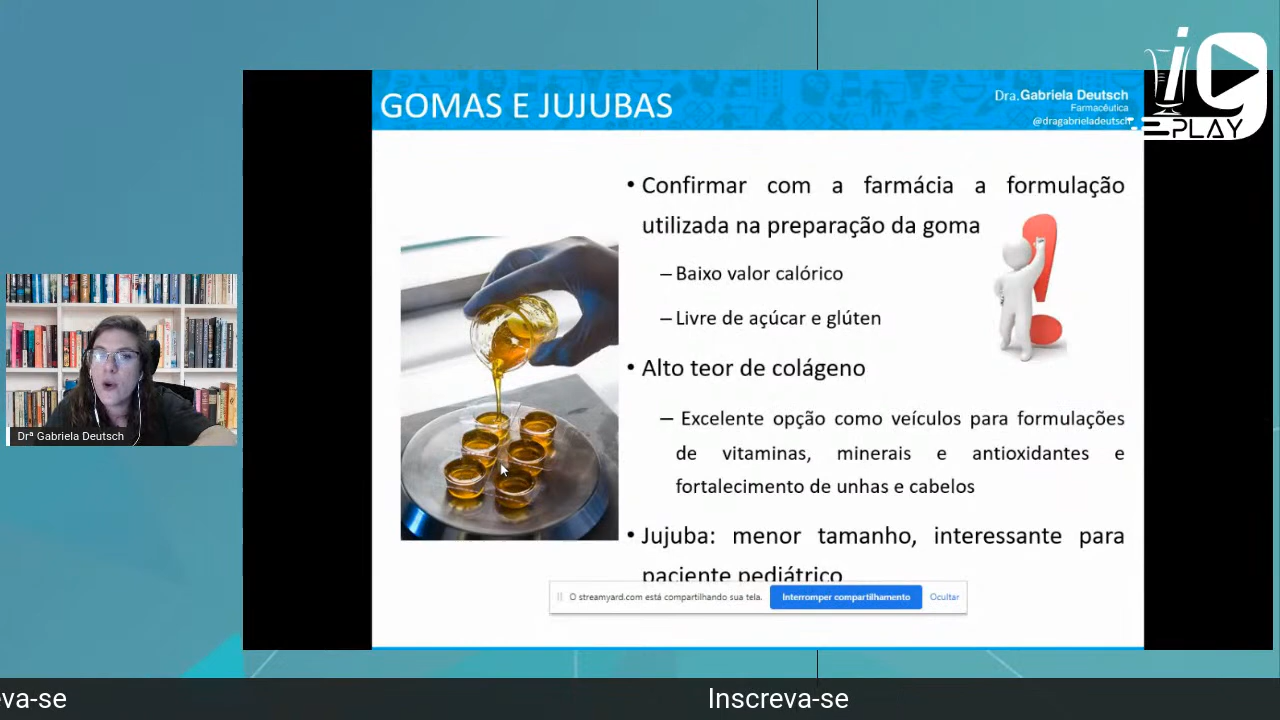 GOMAS E JUJUBAS
Dra.Gabriela Deutsch
Farmacêutica
@dragabrieladeutsch
iC
PLAY
• Confirmar com a farmácia a formulação
utilizada na preparação da goma
– Baixo valor calórico
– Livre de açúcar e glúten
• Alto teor de colágeno
– Excelente opção como veículos para formulações
de vitaminas, minerais e antioxidantes e
fortalecimento de unhas e cabelos
• Jujuba: menor tamanho, interessante para
paciente pediátrico
O streamyard.com está compartilhando sua tela.
Interromper compartilhamento
Ocultar
Drª Gabriela Deutsch
eva-se
Inscreva-se